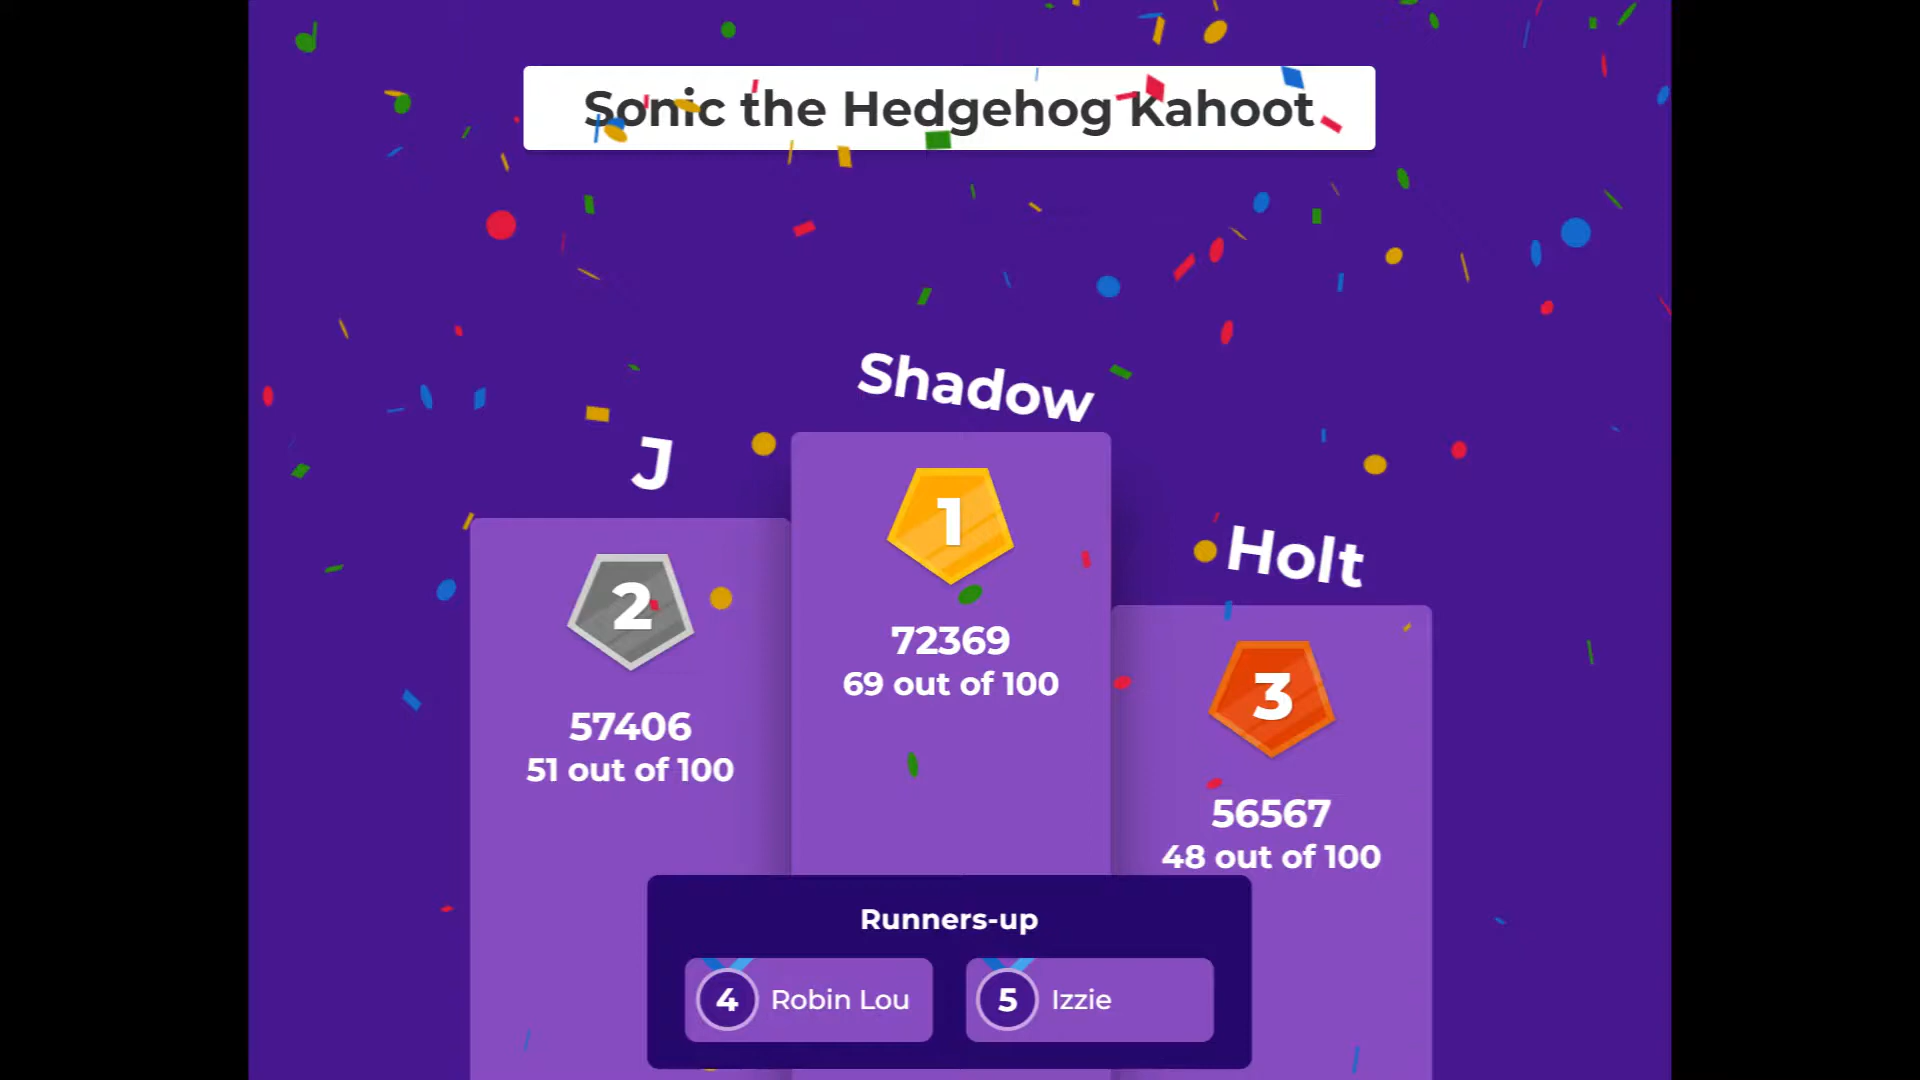 Sonic the Hedgehog Kahoot
Shadow
J
Holt
1
72369
69 out of 100
2
57406
51 out of 100
3
56567
48 out of 100
Runners-up
4 Robin Lou
5 Izzie